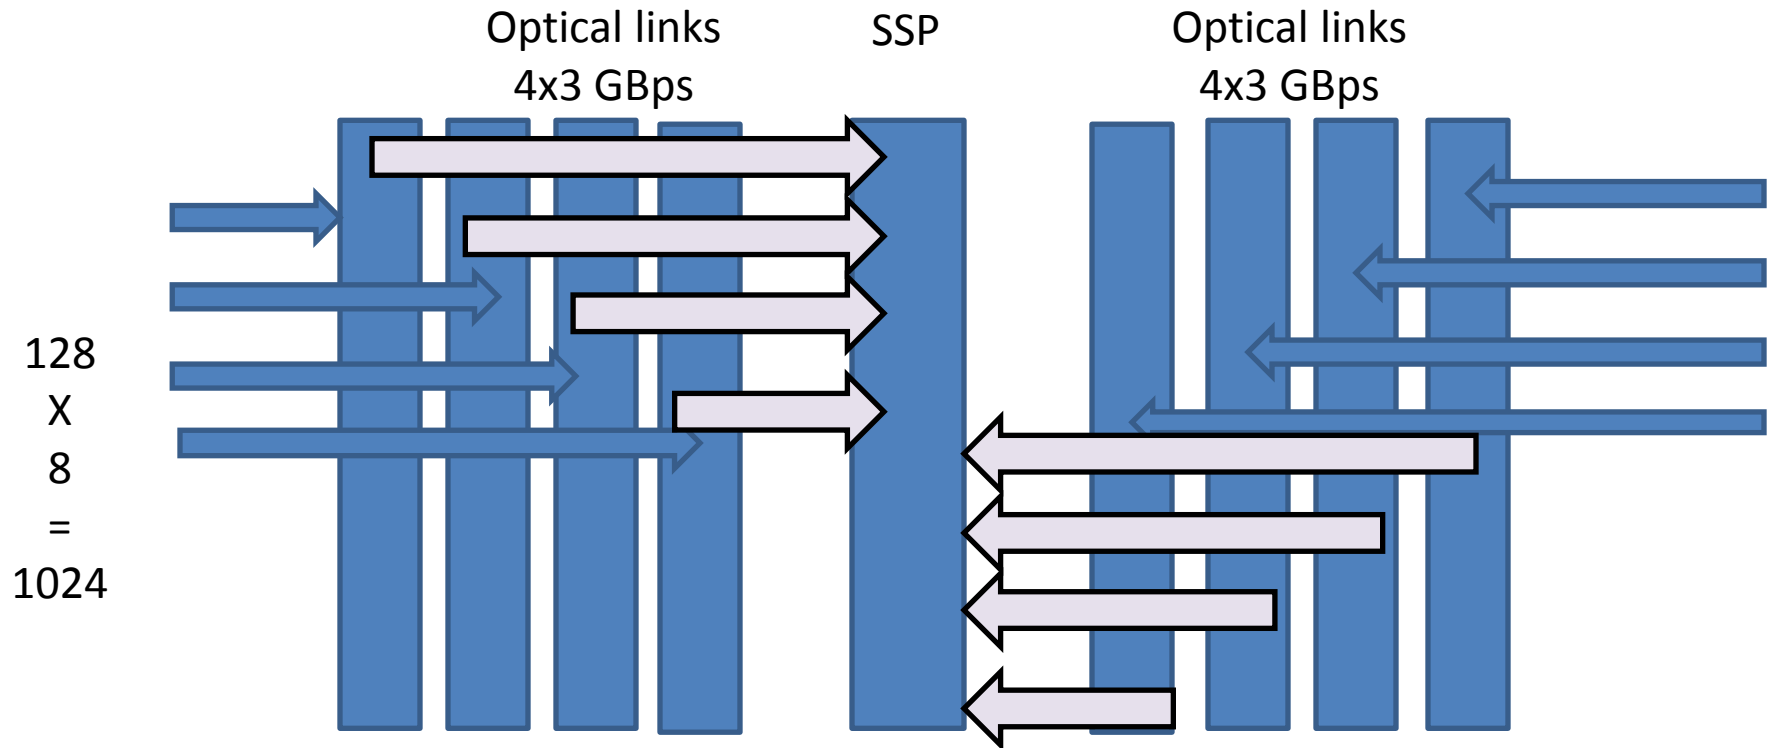 Optical links
4x3 GBps
SSP
Optical links
4x3 GBps
128
X
8
=
1024